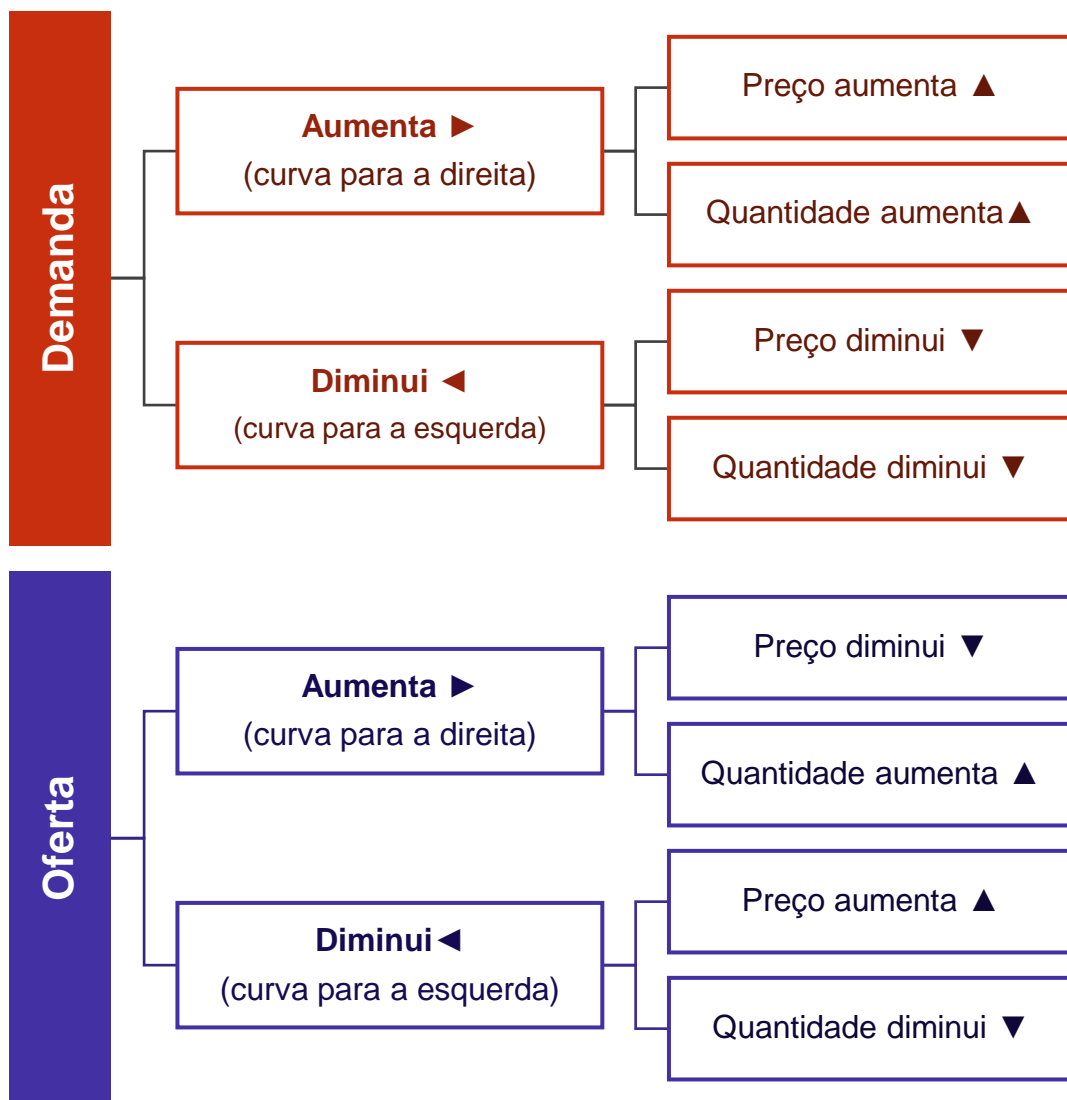 Demanda
Aumenta ►
(curva para a direita)
Preço aumenta ▲
Quantidade aumenta▲
Diminui ◄
(curva para a esquerda)
Preço diminui ▼
Quantidade diminui ▼
Oferta
Aumenta ►
(curva para a direita)
Preço diminui ▼
Quantidade aumenta ▲
Diminui◄
(curva para a esquerda)
Preço aumenta ▲
Quantidade diminui ▼